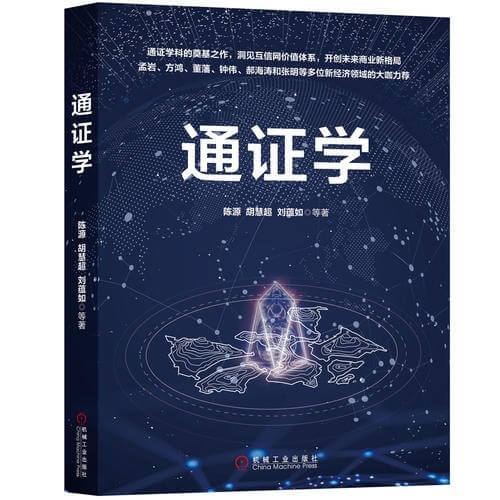 通证学科的奠基之作，洞见互信网价值体系，开创未来商业新格局
孟岩、方鸿、董藩、钟伟、郝海涛和张明等多位新经济领域的大咖力荐
通证学
陈源 胡慧超 刘蕴如◎等著
机械工业出版社
China Machine Press
通证学
陈源 胡慧超 刘蕴如◎等著
机械工业出版社
China Machine Press